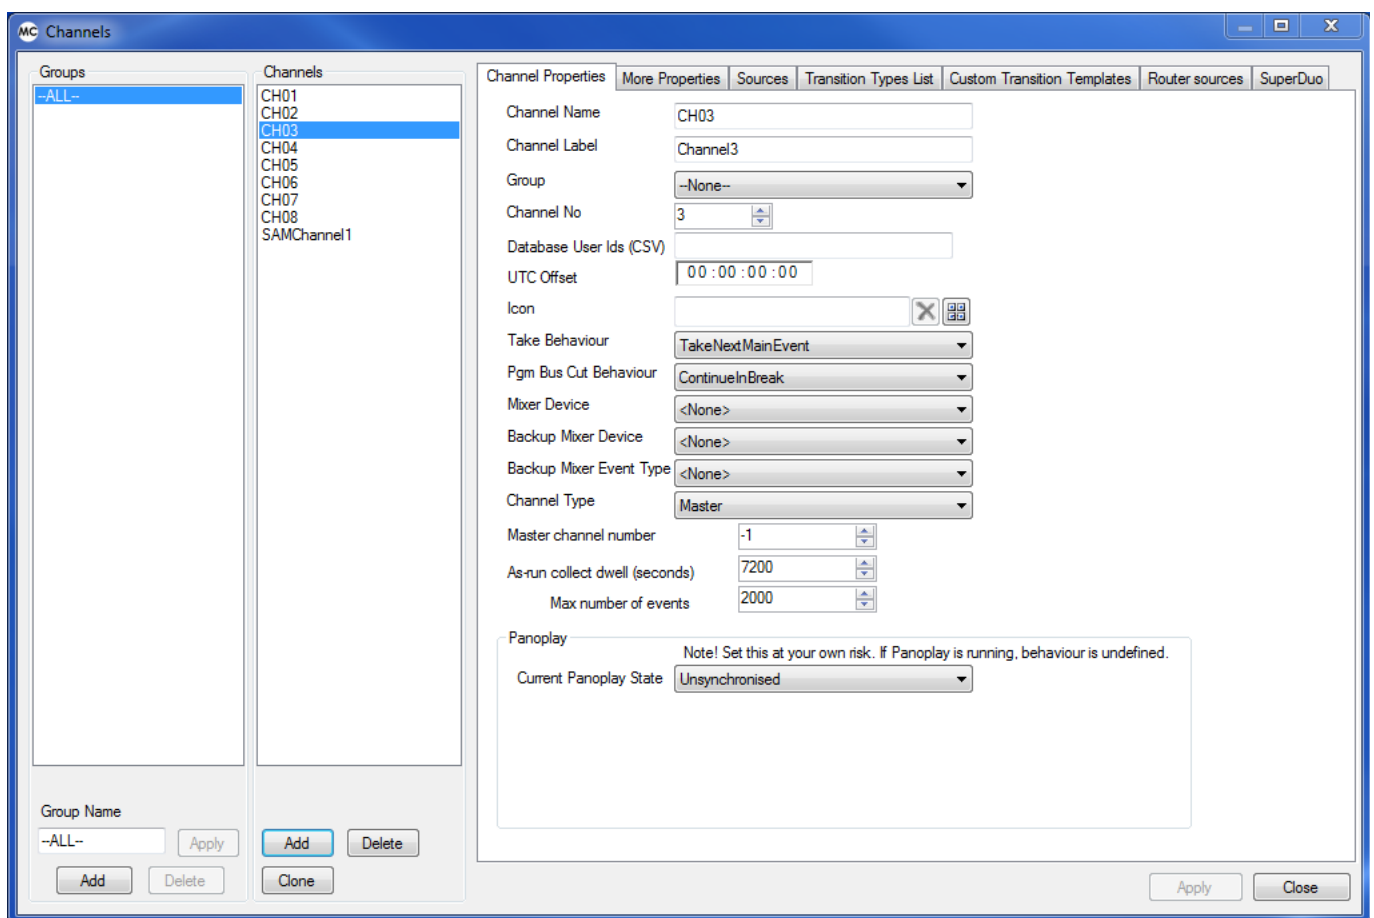 MC Channels
Groups
--ALL--
Group Name
--ALL--
Apply
Add
Delete
Channels
CH01
CH02
CH03
CH04
CH05
CH06
CH07
CH08
SAMChannel1
Add
Delete
Clone
Channel Properties
More Properties
Sources
Transition Types List
Custom Transition Templates
Router sources
SuperDuo
Channel Name
CH03
Channel Label
Channel3
Group
--None--
Channel No
3
Database User Ids (CSV)
UTC Offset
00:00:00:00
Icon
Take Behaviour
TakeNextMainEvent
Pgm Bus Cut Behaviour
ContinueInBreak
Mixer Device
<None>
Backup Mixer Device
<None>
Backup Mixer Event Type
<None>
Channel Type
Master
Master channel number
-1
As-run collect dwell (seconds)
7200
Max number of events
2000
Panoplay
Note! Set this at your own risk. If Panoplay is running, behaviour is undefined.
Current Panoplay State
Unsynchronised
Apply
Close